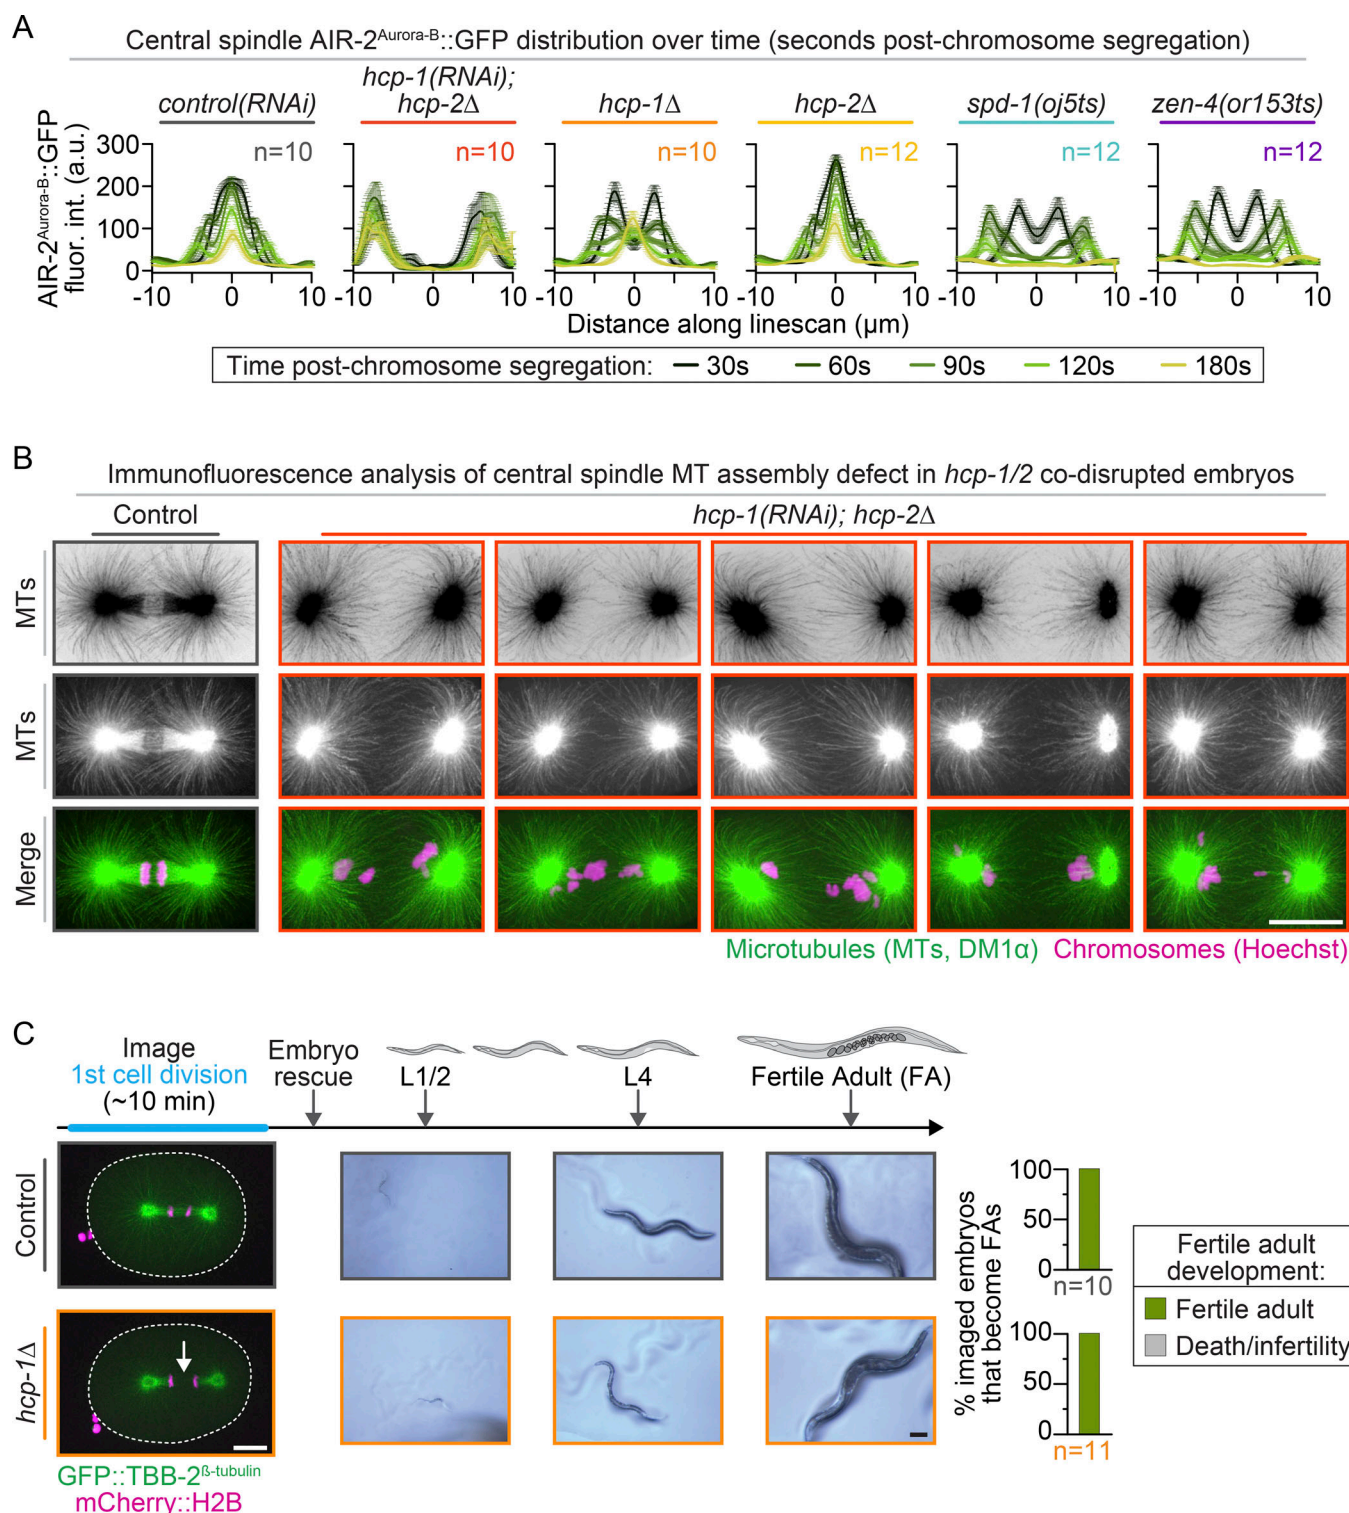 A
Central spindle AIR-2Aurora-B::GFP distribution over time (seconds post-chromosome segregation)
control(RNAi)
hcp-1(RNAi);
hcp-2Δ
hcp-1Δ
hcp-2Δ
spd-1(oj5ts)
zen-4(or153ts)
AIR-2Aurora-B::GFP
fluor. int. (a.u.)
300
200
100
0
n=10
n=10
n=10
n=12
n=12
n=12
-10 0 10
-10 0 10
-10 0 10
-10 0 10
-10 0 10
-10 0 10
Distance along linescan (µm)
Time post-chromosome segregation: 30s 60s 90s 120s 180s
B
Immunofluorescence analysis of central spindle MT assembly defect in hcp-1/2 co-disrupted embryos
Control
hcp-1(RNAi); hcp-2Δ
MTs
MTs
Merge
Microtubules (MTs, DM1α) Chromosomes (Hoechst)
C
Image
1st cell division
(~10 min)
Embryo
rescue
L1/2
L4
Fertile Adult (FA)
Control
hcp-1Δ
GFP::TBB-2ß-tubulin
mCherry::H2B
% imaged embryos
that become FAs
100
50
0
n=10
100
50
0
n=11
Fertile adult
development:
Fertile adult
Death/infertility